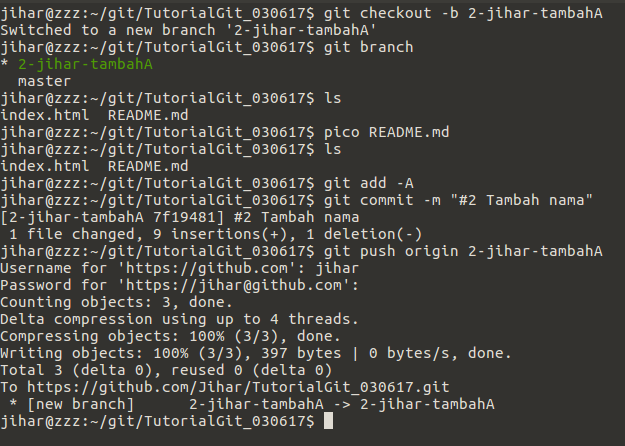 jihar@zzz:~/git/TutorialGit_030617$ git checkout -b 2-jihar-tambahA
Switched to a new branch '2-jihar-tambahA'
jihar@zzz:~/git/TutorialGit_030617$ git branch
* 2-jihar-tambahA
  master
jihar@zzz:~/git/TutorialGit_030617$ ls
index.html  README.md
jihar@zzz:~/git/TutorialGit_030617$ pico README.md
jihar@zzz:~/git/TutorialGit_030617$ ls
index.html  README.md
jihar@zzz:~/git/TutorialGit_030617$ git add -A
jihar@zzz:~/git/TutorialGit_030617$ git commit -m "#2 Tambah nama"
[2-jihar-tambahA 7f19481] #2 Tambah nama
 1 file changed, 9 insertions(+), 1 deletion(-)
jihar@zzz:~/git/TutorialGit_030617$ git push origin 2-jihar-tambahA
Username for 'https://github.com': jihar
Password for 'https://jihar@github.com':
Counting objects: 3, done.
Delta compression using up to 4 threads.
Compressing objects: 100% (3/3), done.
Writing objects: 100% (3/3), 397 bytes | 0 bytes/s, done.
Total 3 (delta 0), reused 0 (delta 0)
To https://github.com/Jihar/TutorialGit_030617.git
 * [new branch]      2-jihar-tambahA -> 2-jihar-tambahA
jihar@zzz:~/git/TutorialGit_030617$